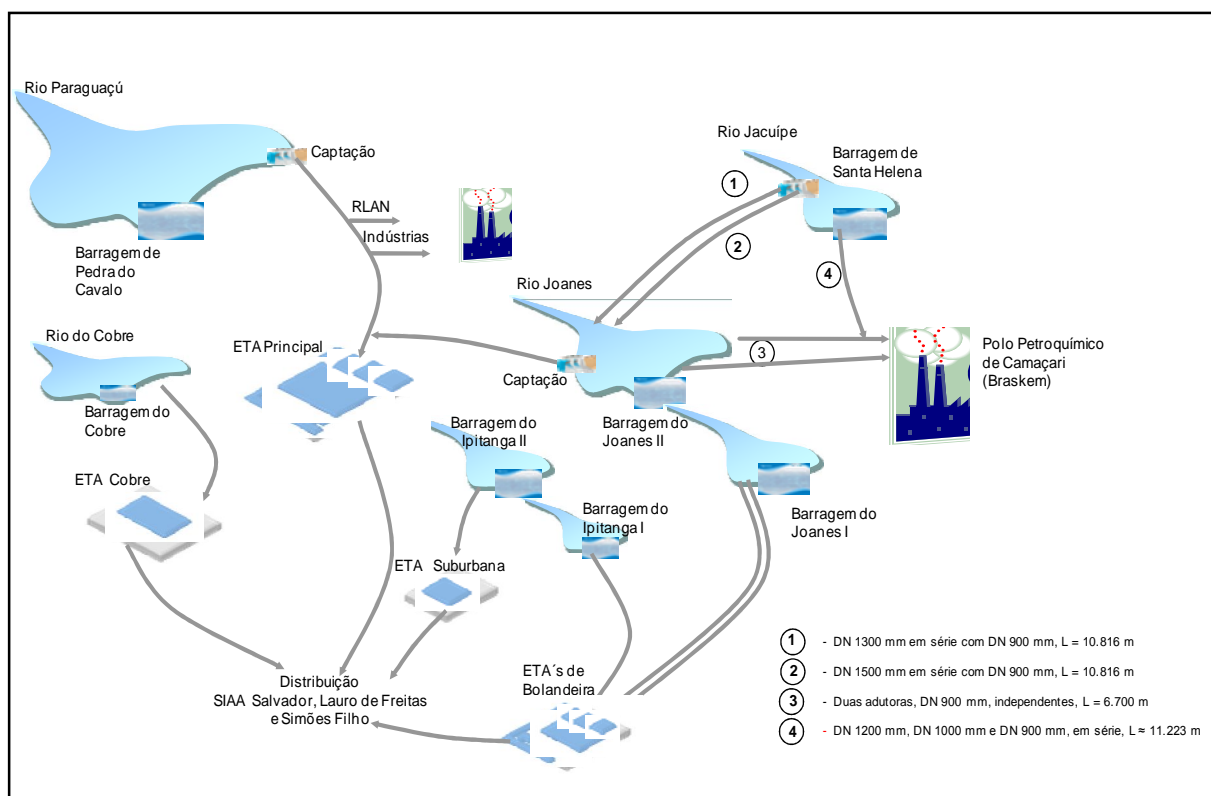 Rio Paraguaçú
Captação
RLAN
Indústrias
Barragem de
Pedra do
Cavalo
Rio Jacuípe
Barragem de
Santa Helena
1
2
4
Rio Joanes
3
Polo Petroquímico
de Camaçari
(Braskem)
Rio do Cobre
Barragem do
Cobre
ETA Principal
Captação
Barragem do
Ipitanga II
Barragem do
Joanes II
ETA Cobre
Barragem do
Ipitanga I
Barragem do
Joanes I
ETA Suburbana
Distribuição
SIAA Salvador, Lauro de Freitas
e Simões Filho
ETA´s de
Bolandeira
1 - DN 1300 mm em série com DN 900 mm, L = 10.816 m
2 - DN 1500 mm em série com DN 900 mm, L = 10.816 m
3 - Duas adutoras, DN 900 mm, independentes, L = 6.700 m
4 - DN 1200 mm, DN 1000 mm e DN 900 mm, em série, L ≈ 11.223 m